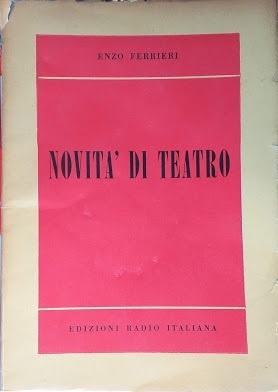 ENZO FERRIERI
NOVITA' DI TEATRO
EDIZIONI RADIO ITALIANA